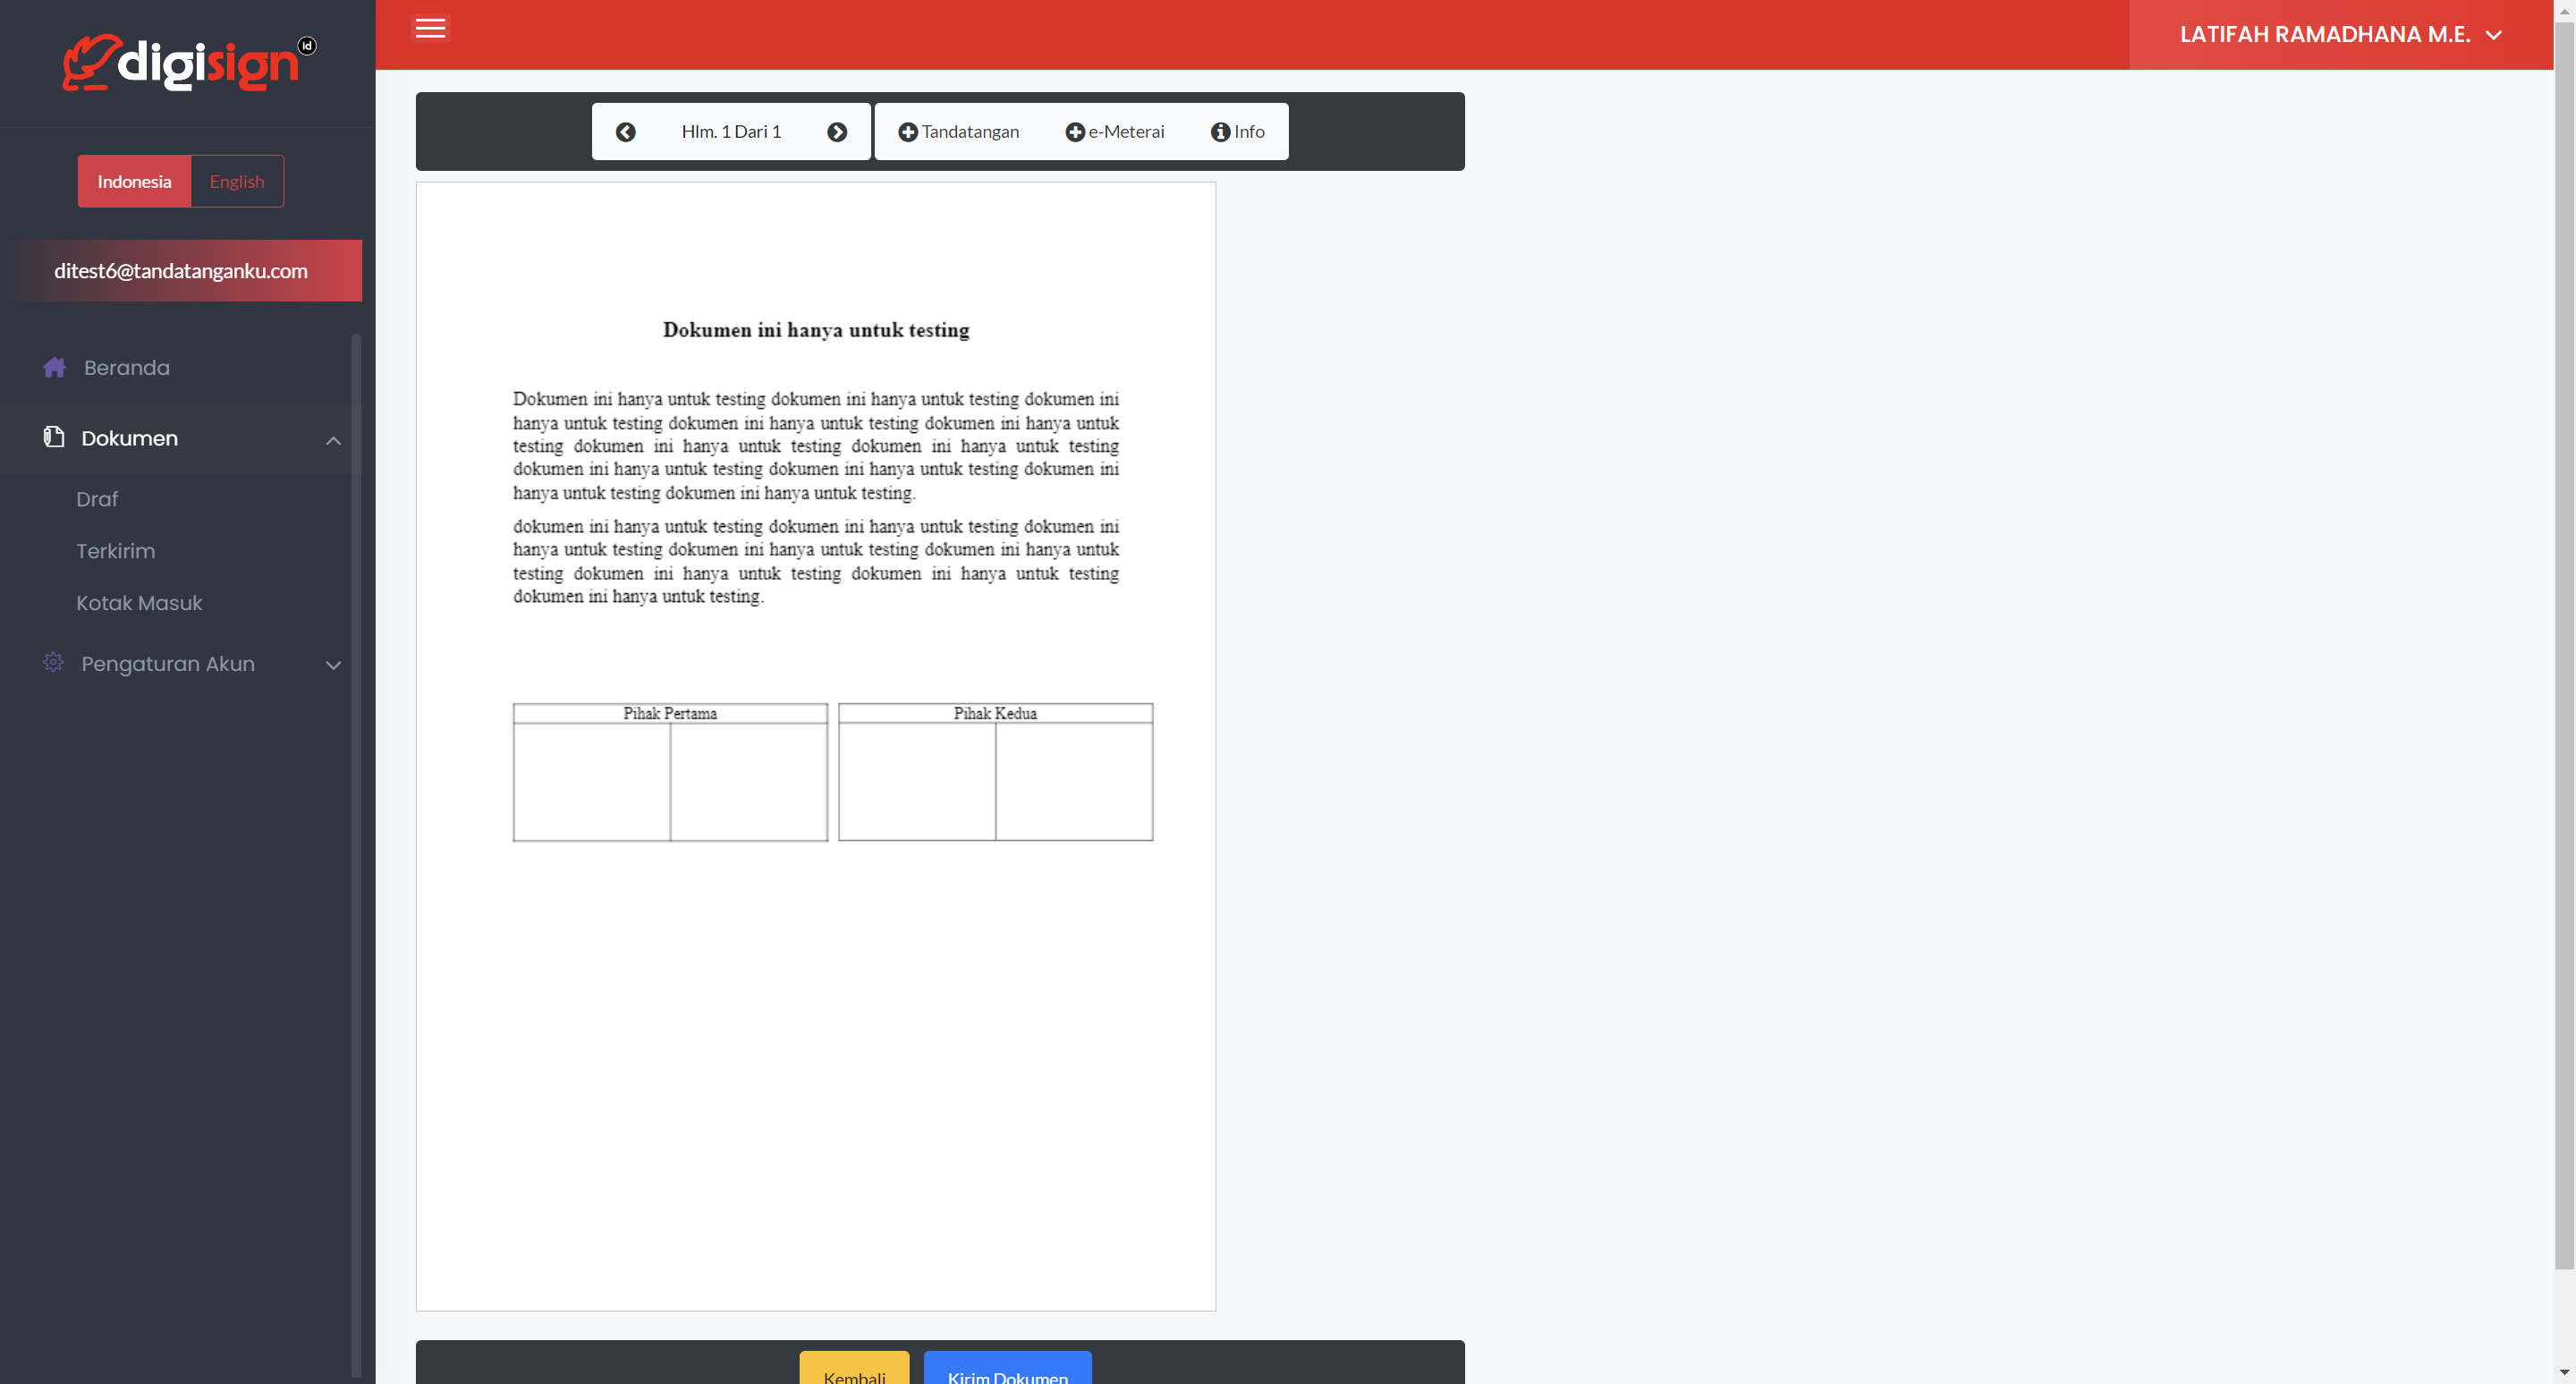 digisign id
LATIFAH RAMADHANA M.E.
Indonesia English
ditest6@tandatanganku.com
Beranda
Dokumen
Draf
Terkirim
Kotak Masuk
Pengaturan Akun
Hlm. 1 Dari 1
Tandatangan
e-Meterai
Info
Dokumen ini hanya untuk testing
Dokumen ini hanya untuk testing dokumen ini hanya untuk testing dokumen ini
hanya untuk testing dokumen ini hanya untuk testing dokumen ini hanya untuk
testing dokumen ini hanya untuk testing dokumen ini hanya untuk testing
dokumen ini hanya untuk testing dokumen ini hanya untuk testing dokumen ini
hanya untuk testing dokumen ini hanya untuk testing.
dokumen ini hanya untuk testing dokumen ini hanya untuk testing dokumen ini
hanya untuk testing dokumen ini hanya untuk testing dokumen ini hanya untuk
testing dokumen ini hanya untuk testing dokumen ini hanya untuk testing
dokumen ini hanya untuk testing.
Pihak Pertama
Pihak Kedua
Kembali
Kirim Dokumen